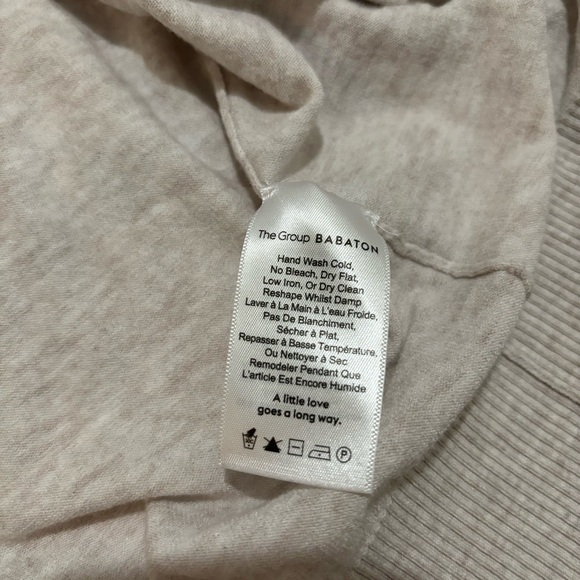 The Group BABATON
Hand Wash Cold,
No Bleach, Dry Flat,
Low Iron, Or Dry Clean
Reshape Whilst Damp
Laver à La Main à L'eau Froide,
Pas De Blanchiment,
Sécher à Plat,
Repasser à Basse Température,
Ou Nettoyer à Sec
Remodeler Pendant Que
L'article Est Encore Humide
A little love
goes a long way.
P